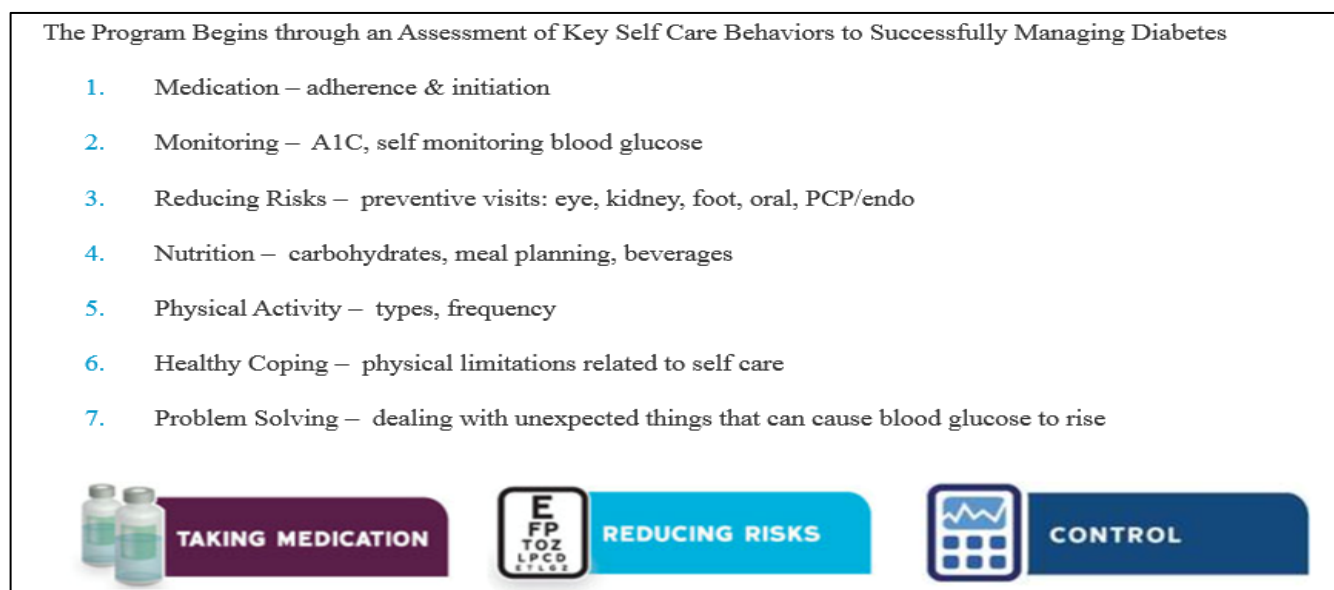 The Program Begins through an Assessment of Key Self Care Behaviors to Successfully Managing Diabetes
1. Medication – adherence & initiation
2. Monitoring – A1C, self monitoring blood glucose
3. Reducing Risks – preventive visits: eye, kidney, foot, oral, PCP/endo
4. Nutrition – carbohydrates, meal planning, beverages
5. Physical Activity – types, frequency
6. Healthy Coping – physical limitations related to self care
7. Problem Solving – dealing with unexpected things that can cause blood glucose to rise
TAKING MEDICATION
E
FP
TOZ
LPCD
ETLGZ
REDUCING RISKS
CONTROL